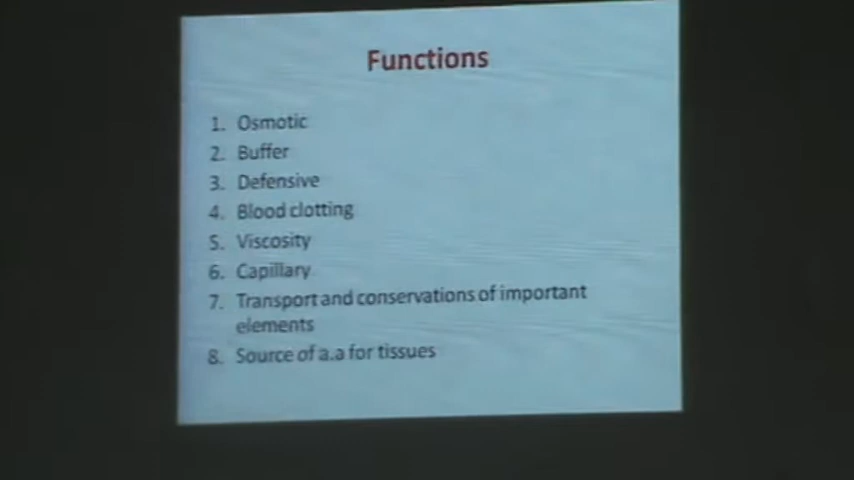 Functions
1. Osmotic
2. Buffer
3. Defensive
4. Blood clotting
5. Viscosity
6. Capillary
7. Transport and conservations of important
elements
8. Source of a.a for tissues